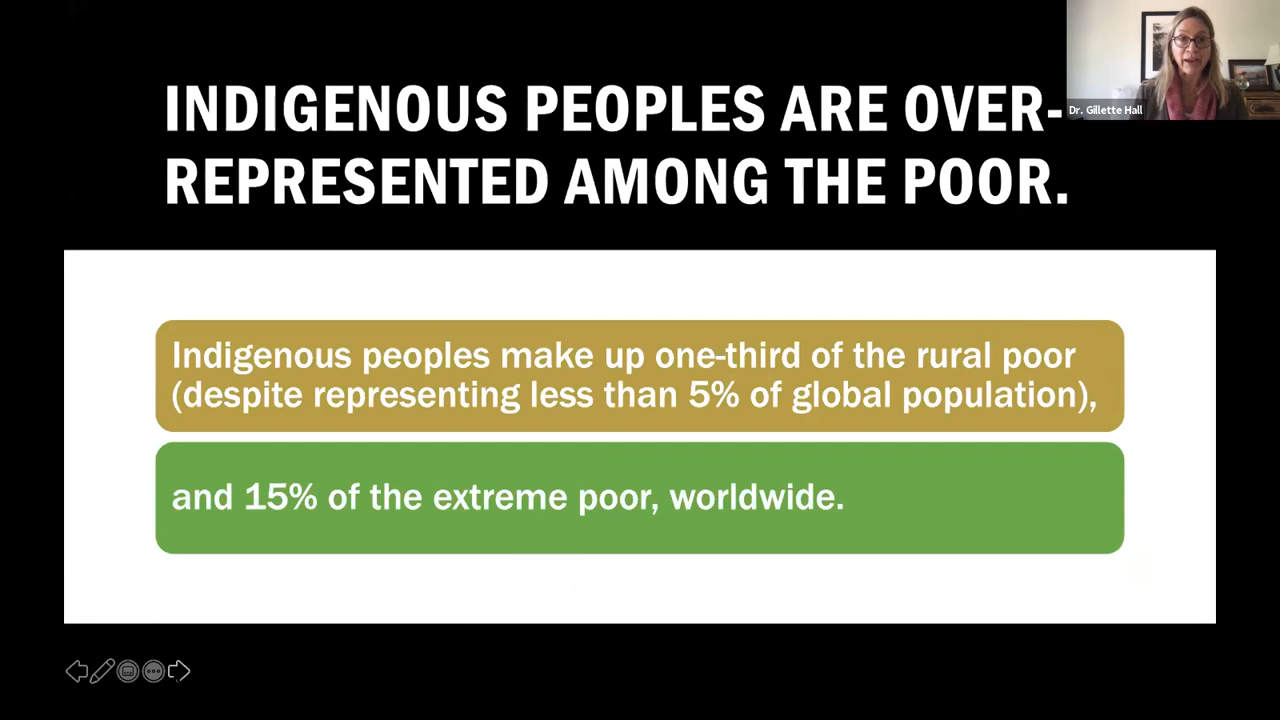 INDIGENOUS PEOPLES ARE OVER-
REPRESENTED AMONG THE POOR.
Dr. Gillette Hall
Indigenous peoples make up one-third of the rural poor
(despite representing less than 5% of global population),
and 15% of the extreme poor, worldwide.